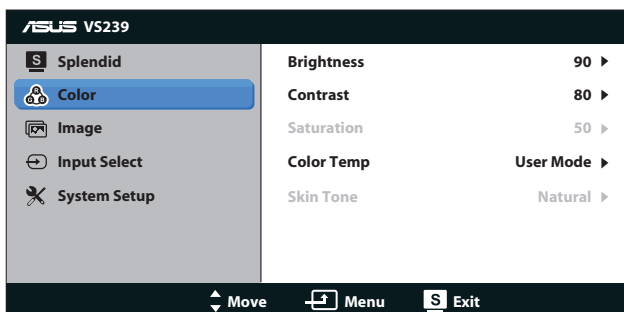 ASUS VS239
S Splendid
Color
Image
Input Select
System Setup
Brightness 90
Contrast 80
Saturation 50
Color Temp User Mode
Skin Tone Natural
Move Menu S Exit